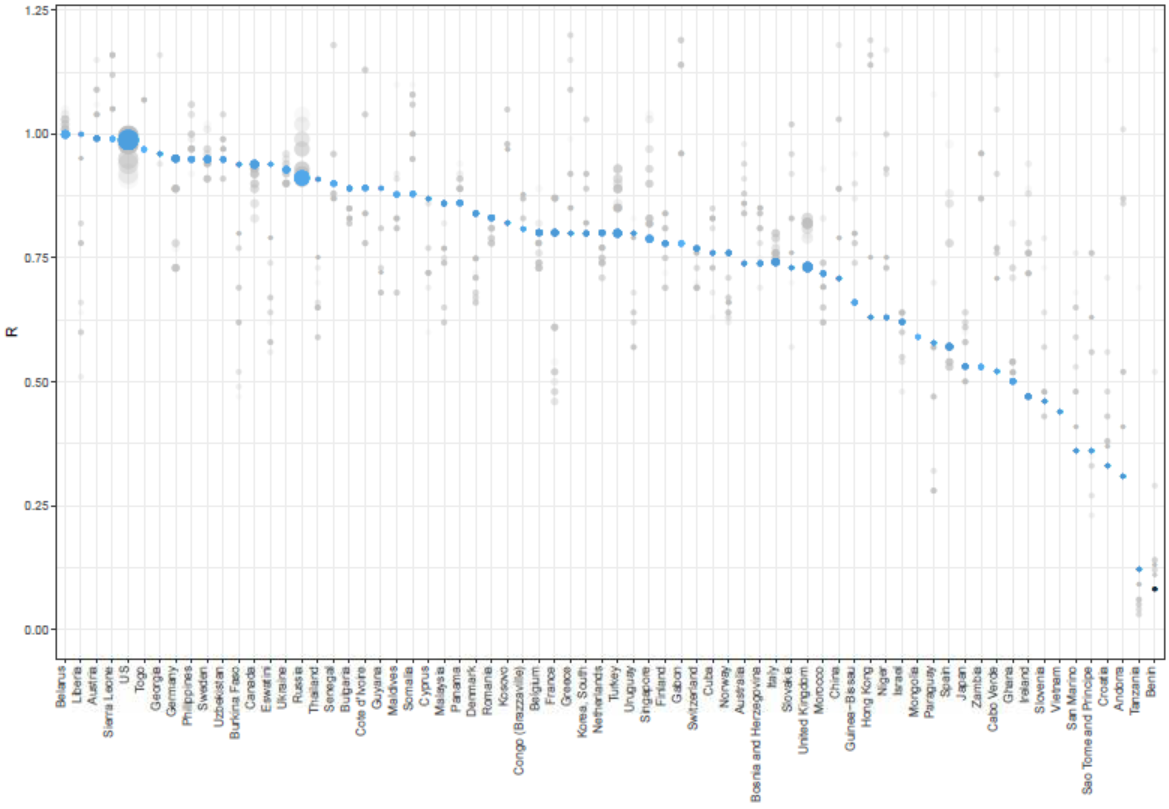 1.25
1.00
0.75
0.50
0.25
0.00
R
Belarus
Liberia
Austria
Sierra Leone
US
Togo
Georgia
Germany
Philippines
Sweden
Uzbekistan
Burkina Faso
Canada
Eswatini
Ukraine
Russia
Thailand
Senegal
Bulgaria
Cote d'Ivoire
Guyana
Maldives
Somalia
Cyprus
Malaysia
Panama
Denmark
Romania
Kosovo
Congo (Brazzaville)
Belgium
France
Greece
Korea, South
Netherlands
Turkey
Uruguay
Singapore
Finland
Gabon
Switzerland
Cuba
Norway
Australia
Bosnia and Herzegovina
Italy
Slovakia
United Kingdom
Morocco
China
Guinea-Bissau
Hong Kong
Niger
Israel
Mongolia
Paraguay
Spain
Japan
Zambia
Cabo Verde
Ghana
Ireland
Slovenia
Vietnam
San Marino
Sao Tome and Principe
Croatia
Andorra
Tanzania
Benin